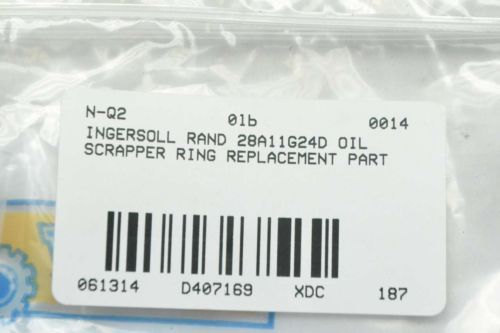 N-Q2 01b 0014
INGERSOLL RAND 28A11G24D OIL
SCRAPPER RING REPLACEMENT PART
061314 D407169 XDC 187